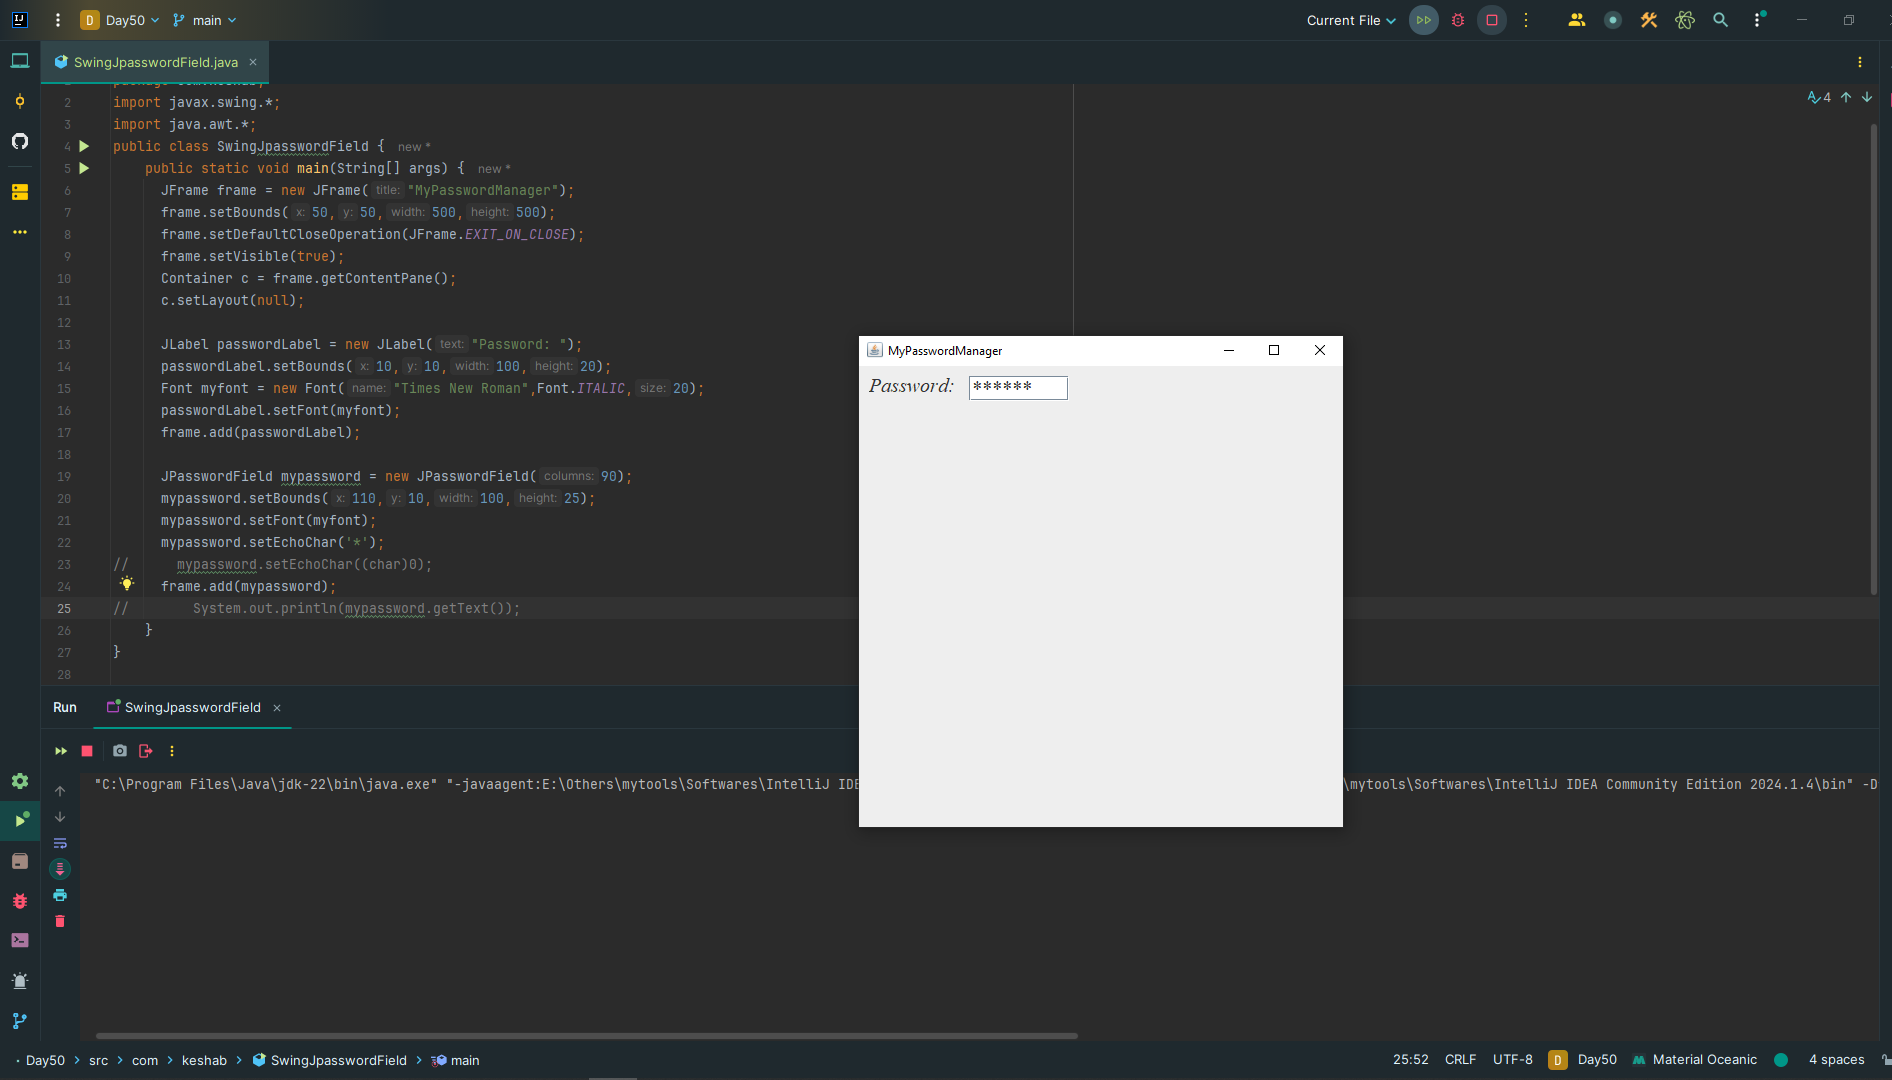 Day50 main Current File
SwingJpasswordField.java
4
2 import javax.swing.*;
3 import java.awt.*;
4 public class SwingJpasswordField { new *
5 public static void main(String[] args) { new *
6 JFrame frame = new JFrame( title: "MyPasswordManager");
7 frame.setBounds( x: 50, y: 50, width: 500, height: 500);
8 frame.setDefaultCloseOperation(JFrame.EXIT_ON_CLOSE);
9 frame.setVisible(true);
10 Container c = frame.getContentPane();
11 c.setLayout(null);
12
13 JLabel passwordLabel = new JLabel( text: "Password: ");
14 passwordLabel.setBounds( x: 10, y: 10, width: 100, height: 20);
15 Font myfont = new Font( name: "Times New Roman",Font.ITALIC, size: 20);
16 passwordLabel.setFont(myfont);
17 frame.add(passwordLabel);
18
19 JPasswordField mypassword = new JPasswordField( columns: 90);
20 mypassword.setBounds( x: 110, y: 10, width: 100, height: 25);
21 mypassword.setFont(myfont);
22 mypassword.setEchoChar('*');
23 // mypassword.setEchoChar((char)0);
24 frame.add(mypassword);
25 // System.out.println(mypassword.getText());
26 }
27 }
28
MyPasswordManager
Password: ******
Run SwingJpasswordField
"C:\Program Files\Java\jdk-22\bin\java.exe" "-javaagent:E:\Others\mytools\Softwares\IntelliJ IDE \mytools\Softwares\IntelliJ IDEA Community Edition 2024.1.4\bin" -D
Day50 > src > com > keshab > SwingJpasswordField > main 25:52 CRLF UTF-8 D Day50 Material Oceanic 4 spaces